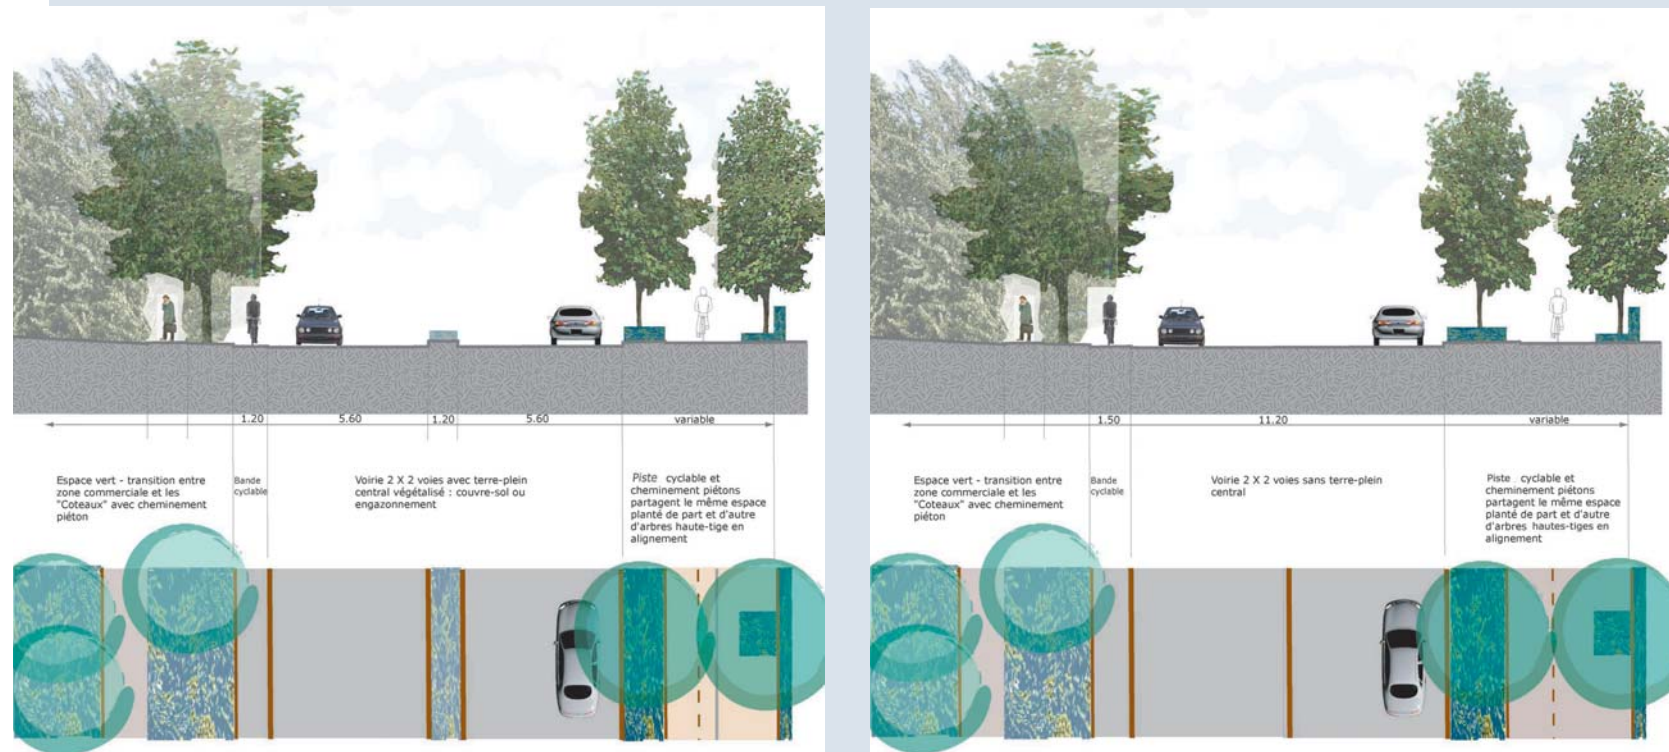 1.20 5.60 1.20 5.60 variable
Espace vert - transition entre
zone commerciale et les
"Coteaux" avec cheminement
piéton
Bande
cyclable
Voirie 2 X 2 voies avec terre-plein
central végétalisé : couvre-sol ou
engazonnement
Piste cyclable et
cheminement piétons
partagent le même espace
planté de part et d'autre
d'arbres haute-tige en
alignement
1.50 11.20 variable
Espace vert - transition entre
zone commerciale et les
"Coteaux" avec cheminement
piéton
Bande
cyclable
Voirie 2 X 2 voies sans terre-plein
central
Piste cyclable et
cheminement piétons
partagent le même espace
planté de part et d'autre
d'arbres hautes-tiges en
alignement